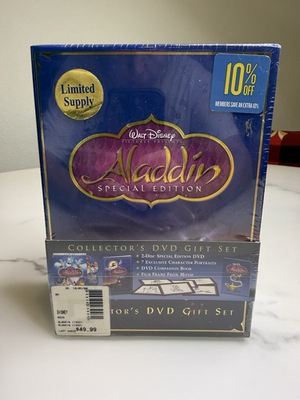 Limited
Supply
10% OFF
MEMBERS SAVE AN EXTRA 10%
Walt Disney
PICTURES PRESENTS
Aladdin
SPECIAL EDITION
COLLECTOR'S DVD GIFT SET
2-Disc Special Edition DVD
7 Exclusive Character Portraits
DVD Companion Book
Film Frame From Movie
DISNEY
$49.99
OR'S DVD GIFT SET